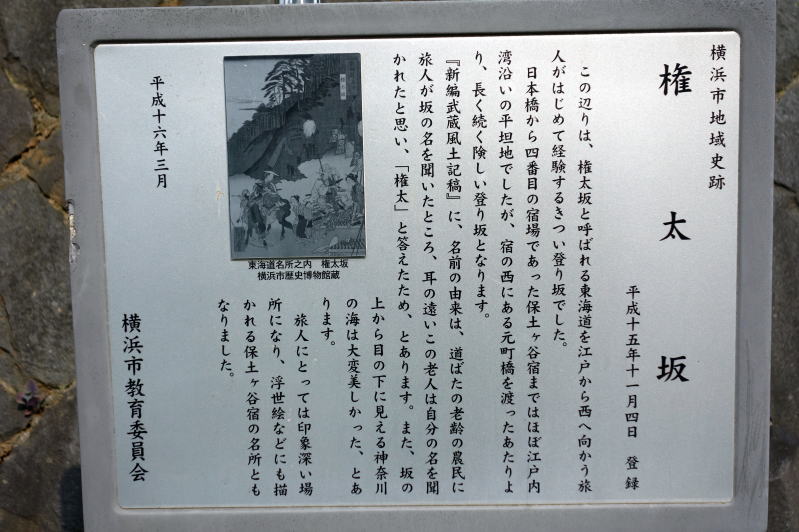 横浜市地域史跡
権太坂
平成十五年十一月四日　登録
この辺りは、権太坂と呼ばれる東海道を江戸から西へ向かう旅
人がはじめて経験するきつい登り坂でした。
日本橋から四番目の宿場であった保土ヶ谷宿まではほぼ江戸内
湾沿いの平坦地でしたが、宿の西にある元町橋を渡ったあたりよ
り、長く続く険しい登り坂となります。
『新編武蔵風土記稿』に、名前の由来は、道ばたの老齢の農民に
旅人が坂の名を聞いたところ、耳の遠いこの老人は自分の名を聞
かれたと思い、「権太」と答えたため、とあります。また、坂の
上から目の下に見える神奈川
の海は大変美しかった、とあ
ります。
旅人にとっては印象深い場
所になり、浮世絵などにも描
かれる保土ヶ谷宿の名所とも
なりました。
東海道名所之内　権太坂
横浜市歴史博物館蔵
平成十六年三月
横浜市教育委員会